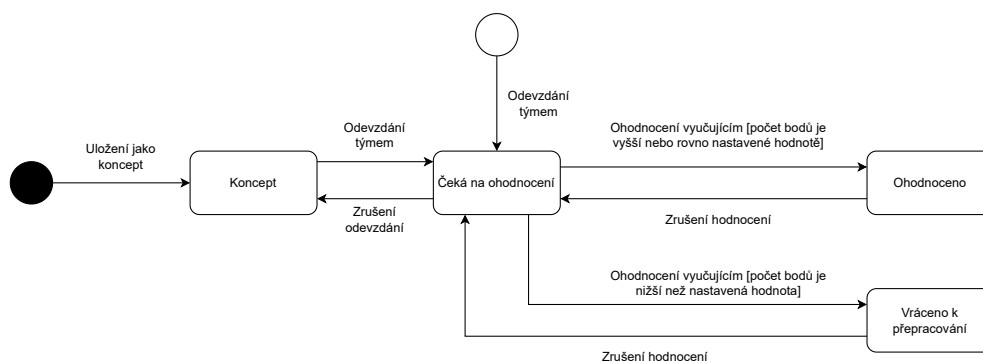 Odevzdání
týmem
Uložení jako
koncept
Odevzdání
týmem
Ohodnocení vyučujícím [počet bodů je
vyšší nebo rovno nastavené hodnotě]
Koncept
Čeká na ohodnocení
Ohodnoceno
Zrušení
odevzdání
Zrušení hodnocení
Ohodnocení vyučujícím [počet bodů je
nižší než nastavená hodnota]
Vráceno k
přepracování
Zrušení hodnocení